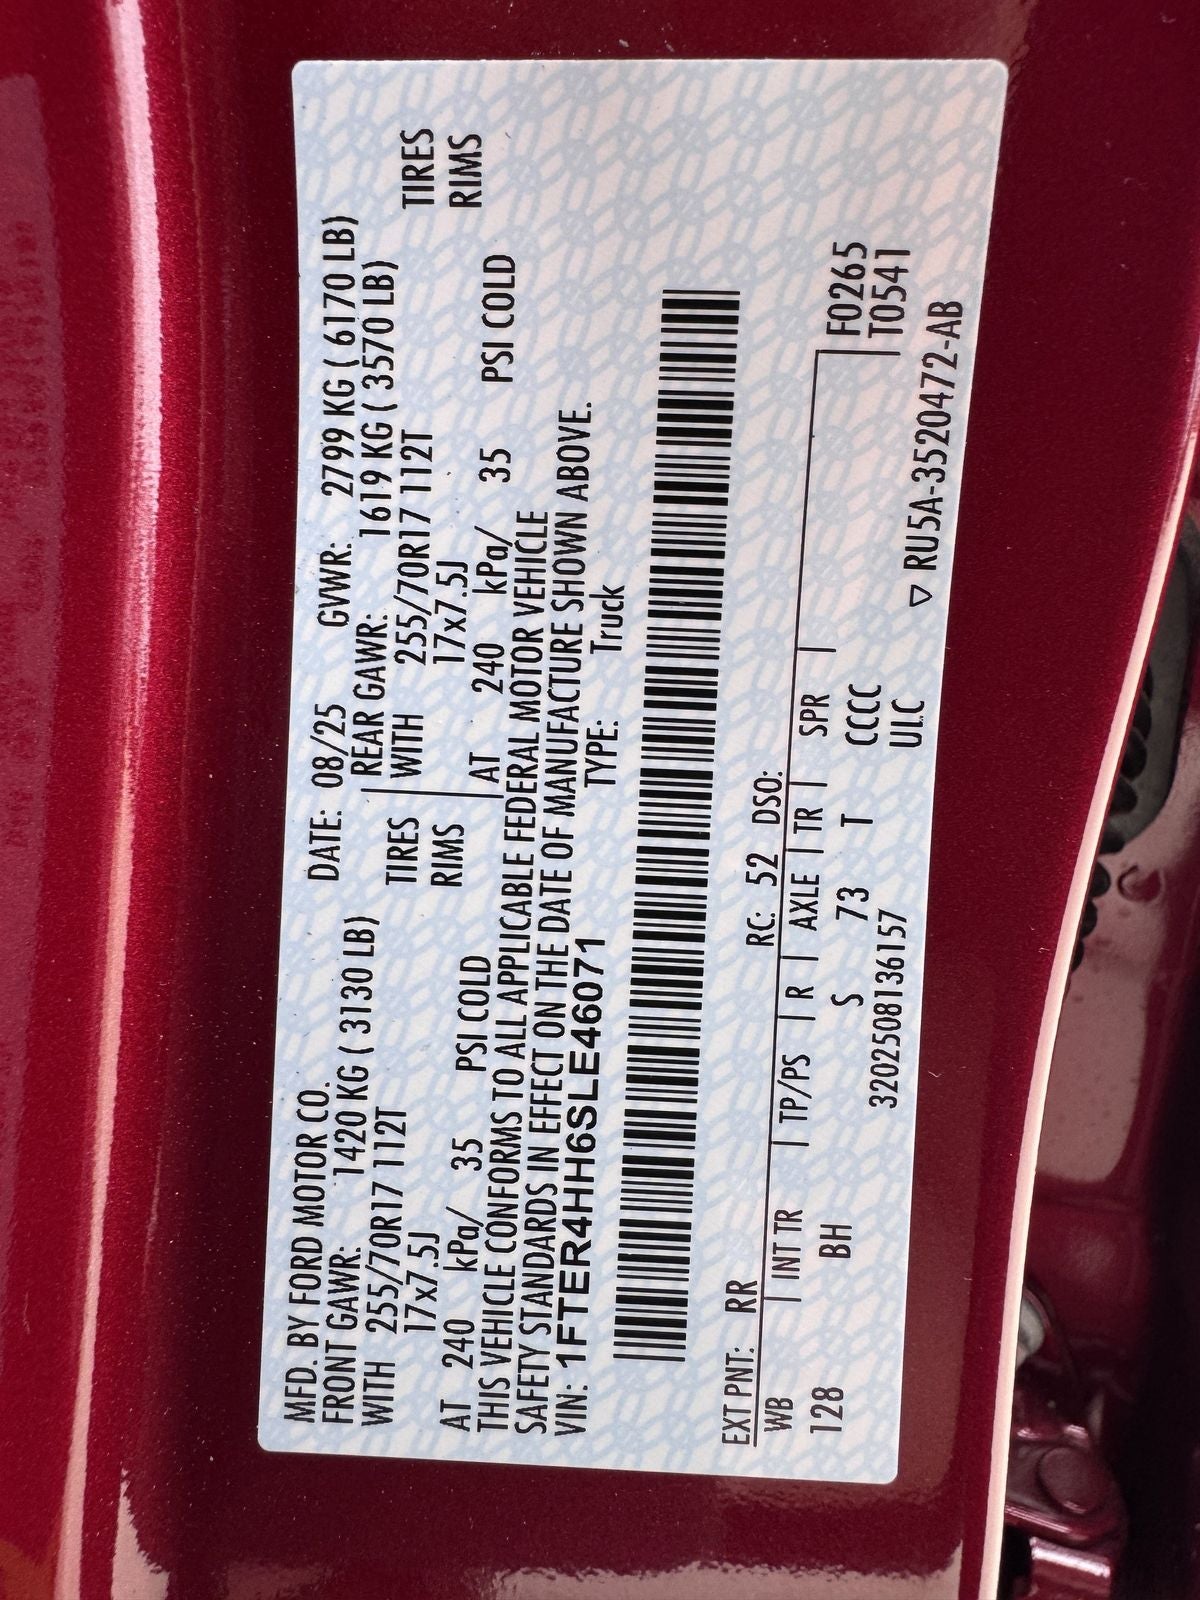 MFD. BY FORD MOTOR CO. DATE: 08/25 GVWR: 2799 KG ( 6170 LB)
FRONT GAWR: 1420 KG ( 3130 LB) REAR GAWR: 1619 KG ( 3570 LB)
WITH 255/70R17 112T TIRES WITH 255/70R17 112T TIRES
17x7.5J RIMS 17x7.5J RIMS
AT 240 kPa/ 35 PSI COLD AT 240 kPa/ 35 PSI COLD
THIS VEHICLE CONFORMS TO ALL APPLICABLE FEDERAL MOTOR VEHICLE
SAFETY STANDARDS IN EFFECT ON THE DATE OF MANUFACTURE SHOWN ABOVE.
VIN: 1FTER4HH6SLE46071 TYPE: Truck
EXT PNT: RR RC: 52 DSO:
WB INT TR TP/PS R AXLE TR SPR F0265
128 BH S 73 T CCCC T0541
3202508136157 ULC
▽ RU5A-3520472-AB